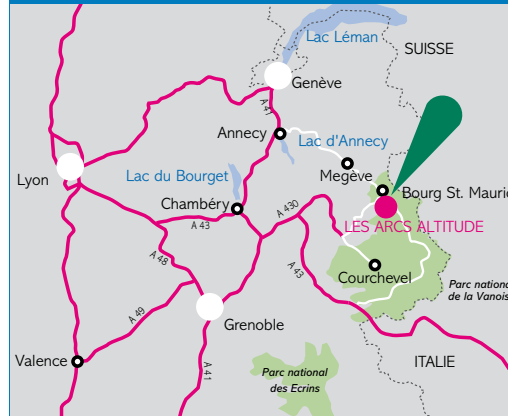 Lac Léman
SUISSE
Genève
A 41
Annecy
Lac d'Annecy
Megève
Lyon
Lac du Bourget
Bourg St. Mauric
Chambéry
A 430
LES ARCS ALTITUDE
A 43
A 48
A 43
Courchevel
Parc national
de la Vanois
A 49
Grenoble
Valence
A 41
Parc national
des Ecrins
ITALIE